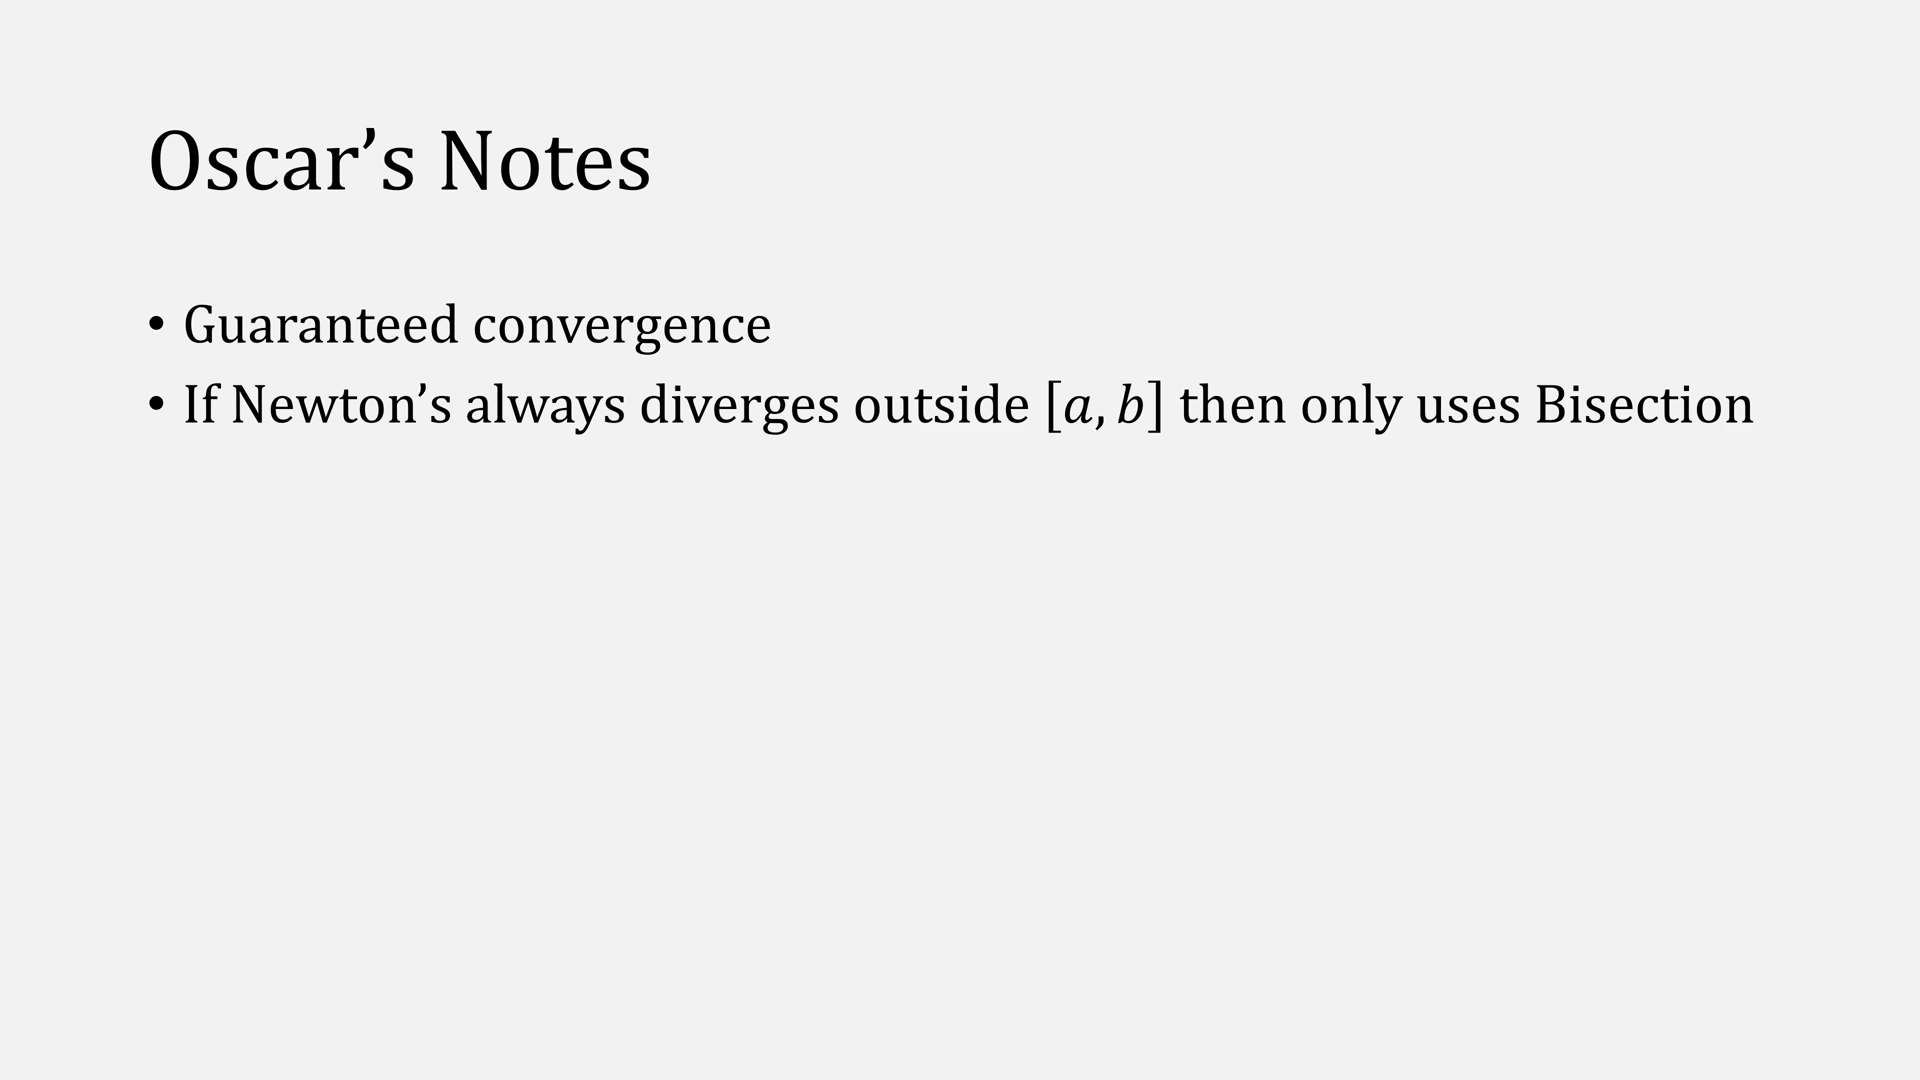 Oscar’s Notes
• Guaranteed convergence
• If Newton’s always diverges outside [a, b] then only uses Bisection